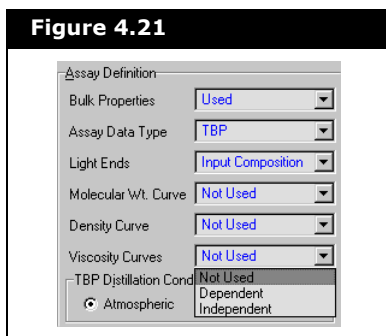 Figure 4.21
Assay Definition
Bulk Properties Used
Assay Data Type TBP
Light Ends Input Composition
Molecular Wt. Curve Not Used
Density Curve Not Used
Viscosity Curves Not Used
TBP Distillation Cond Not Used
Dependent
Atmospheric Independent